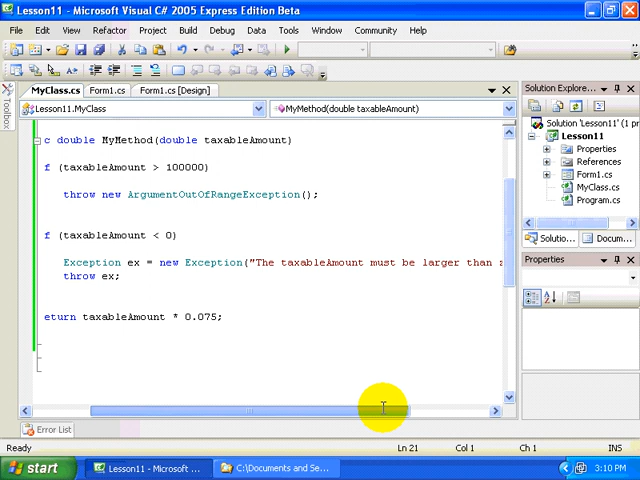 Lesson11 - Microsoft Visual C# 2005 Express Edition Beta
File Edit View Refactor Project Build Debug Data Tools Window Community Help
MyClass.cs Form1.cs Form1.cs [Design]
Lesson11.MyClass MyMethod(double taxableAmount)
Toolbox
c double MyMethod(double taxableAmount)
f (taxableAmount > 100000)
throw new ArgumentOutOfRangeException();
f (taxableAmount < 0)
Exception ex = new Exception("The taxableAmount must be larger than
throw ex;
eturn taxableAmount * 0.075;
Solution Explore...
Solution 'Lesson11' (1 pr
Lesson11
Properties
References
Form1.cs
MyClass.cs
Program.cs
Solutio... Docum...
Properties
Error List
Ready Ln 21 Col 1 Ch 1 INS
start Lesson11 - Microsoft ... C:\Documents and Se... 3:10 PM